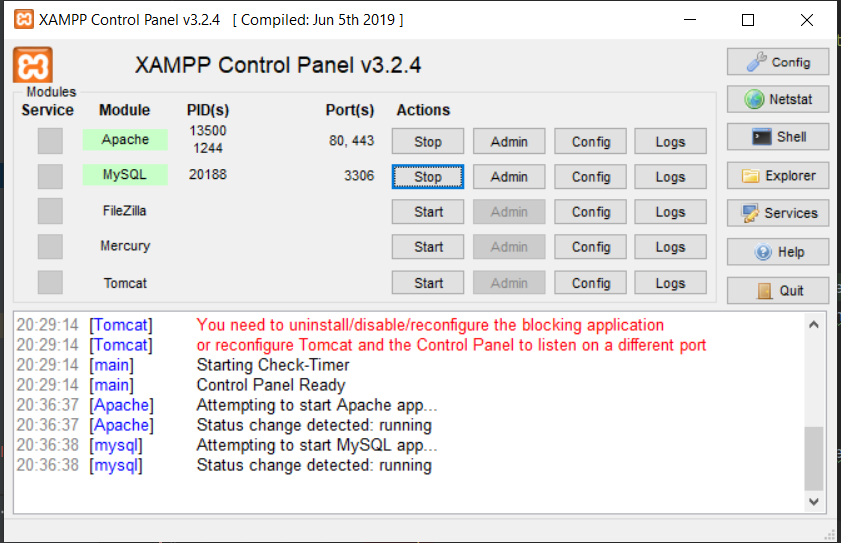 XAMPP Control Panel v3.2.4 [ Compiled: Jun 5th 2019 ]
XAMPP Control Panel v3.2.4
Config
Modules
Service Module PID(s) Port(s) Actions
Netstat
Apache 13500 1244 80, 443 Stop Admin Config Logs
Shell
MySQL 20188 3306 Stop Admin Config Logs
Explorer
FileZilla Start Admin Config Logs
Services
Mercury Start Admin Config Logs
Help
Tomcat Start Admin Config Logs
Quit
20:29:14 [Tomcat] You need to uninstall/disable/reconfigure the blocking application
20:29:14 [Tomcat] or reconfigure Tomcat and the Control Panel to listen on a different port
20:29:14 [main] Starting Check-Timer
20:29:14 [main] Control Panel Ready
20:36:37 [Apache] Attempting to start Apache app...
20:36:37 [Apache] Status change detected: running
20:36:38 [mysql] Attempting to start MySQL app...
20:36:38 [mysql] Status change detected: running